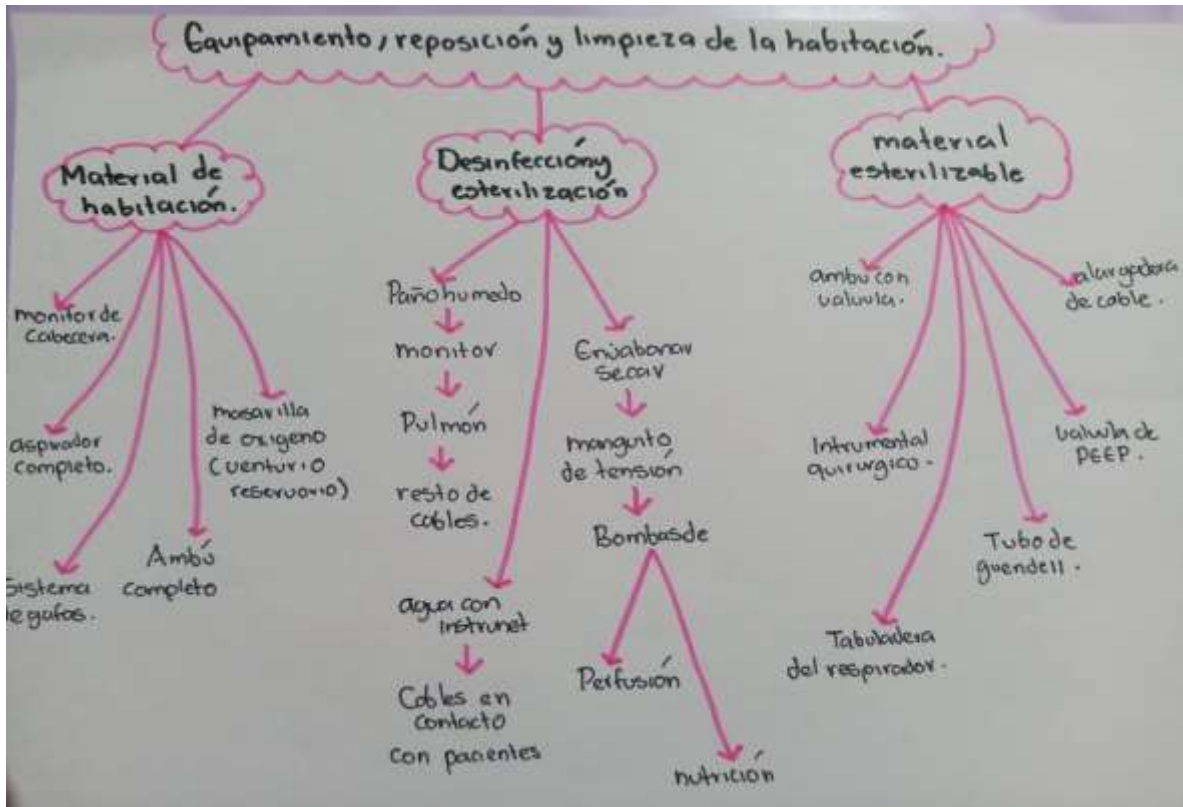 Equipamiento, reposición y limpieza de la habitación.
Material de
habitación.
monitor de
Cabecera.
aspirador
completo.
Sistema
de gafas.
Ambú
completo
mosarilla
de oxigeno
(venturio
reservorio)
Desinfección y
esterilización
Paño humedo
monitor
Pulmón
resto de
cables.
agua con
instrunet
Cables en
contacto
con pacientes
Enjabonar
secar
manguito
de tensión
Bombas de
Perfusión
nutrición
material
esterilizable
ambu con
valvula.
Intrumental
quirurgico.
Tabuladera
del respirador.
Tubo de
guendell.
valvula de
PEEP.
alargadera
de cable.